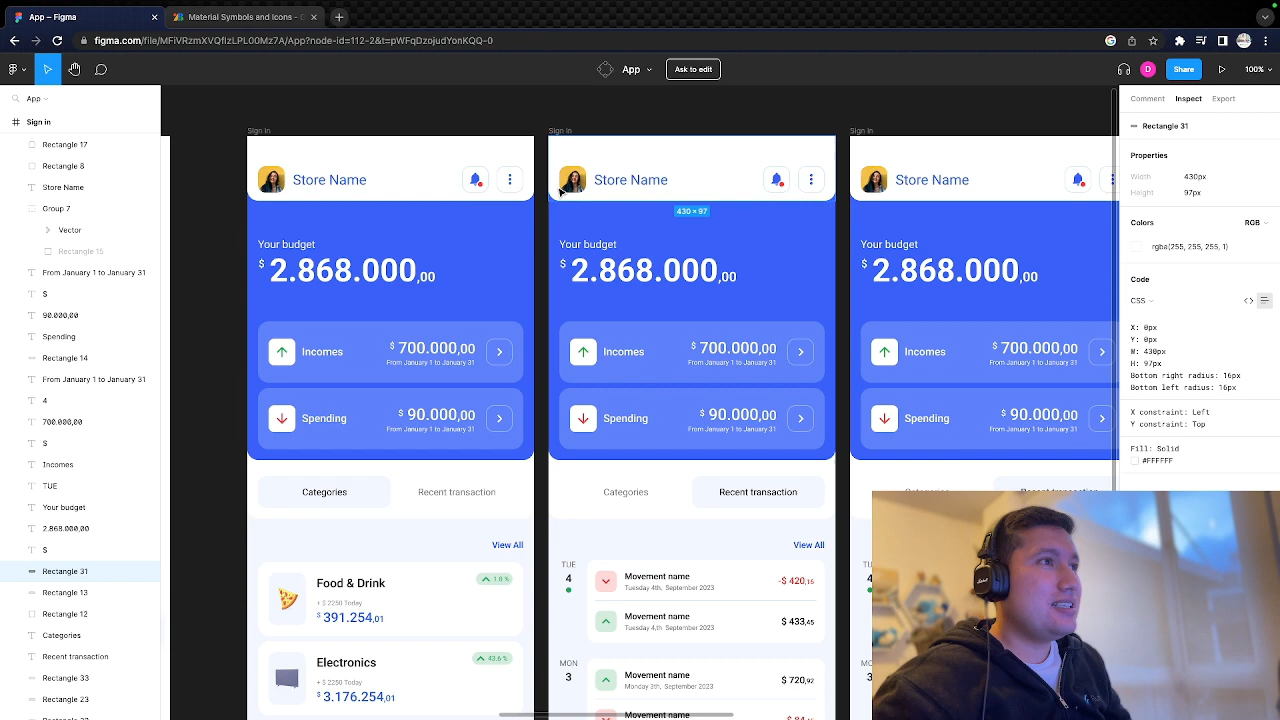 App – Figma
Material Symbols and Icons - G
figma.com/file/MFiVRzmXVQfIzLPL00Mz7A/App?node-id=112-2&t=pWFqDzojudYonKQQ-0
App
Ask to edit
D
Share
100%
App
Sign in
Rectangle 17
Rectangle 8
Store Name
Group 7
Vector
Rectangle 15
From January 1 to January 31
S
90.000,00
Spending
Rectangle 14
From January 1 to January 31
4
700.000,00
S
Incomes
TUE
Your budget
2.868.000,00
S
Rectangle 31
Rectangle 13
Rectangle 12
Categories
Recent transaction
Rectangle 33
Rectangle 23
Sign In
Store Name
Your budget
$ 2.868.000,00
Incomes
$ 700.000,00
From January 1 to January 31
Spending
$ 90.000,00
From January 1 to January 31
Categories
Recent transaction
View All
Food & Drink
1.8 %
+ $ 2250 Today
$ 391.254,01
Electronics
43.6 %
+ $ 2250 Today
$ 3.176.254,01
Sign In
Store Name
430 × 97
Your budget
$ 2.868.000,00
Incomes
$ 700.000,00
From January 1 to January 31
Spending
$ 90.000,00
From January 1 to January 31
Categories
Recent transaction
View All
TUE
4
Movement name
Tuesday 4th, September 2023
-$ 420,15
Movement name
Tuesday 4,th September 2023
$ 433,45
MON
3
Movement name
Monday 3th, September 2023
$ 720,92
Movement name
Sign In
Store Name
Your budget
$ 2.868.000,00
Incomes
$ 700.000,00
From January 1 to January 31
Spending
$ 90.000,00
From January 1 to January 31
Comment
Inspect
Export
Rectangle 31
Properties
Width 430px
Height 97px
Colors
RGB
rgba(255, 255, 255, 1)
Code
CSS
X: 0px
Y: 0px
W: 430px
H: 97px
Bottom right radius: 16px
Bottom left radius: 16px
X constraint: Left
Y constraint: Top
Fill: Solid
#FFFFFF